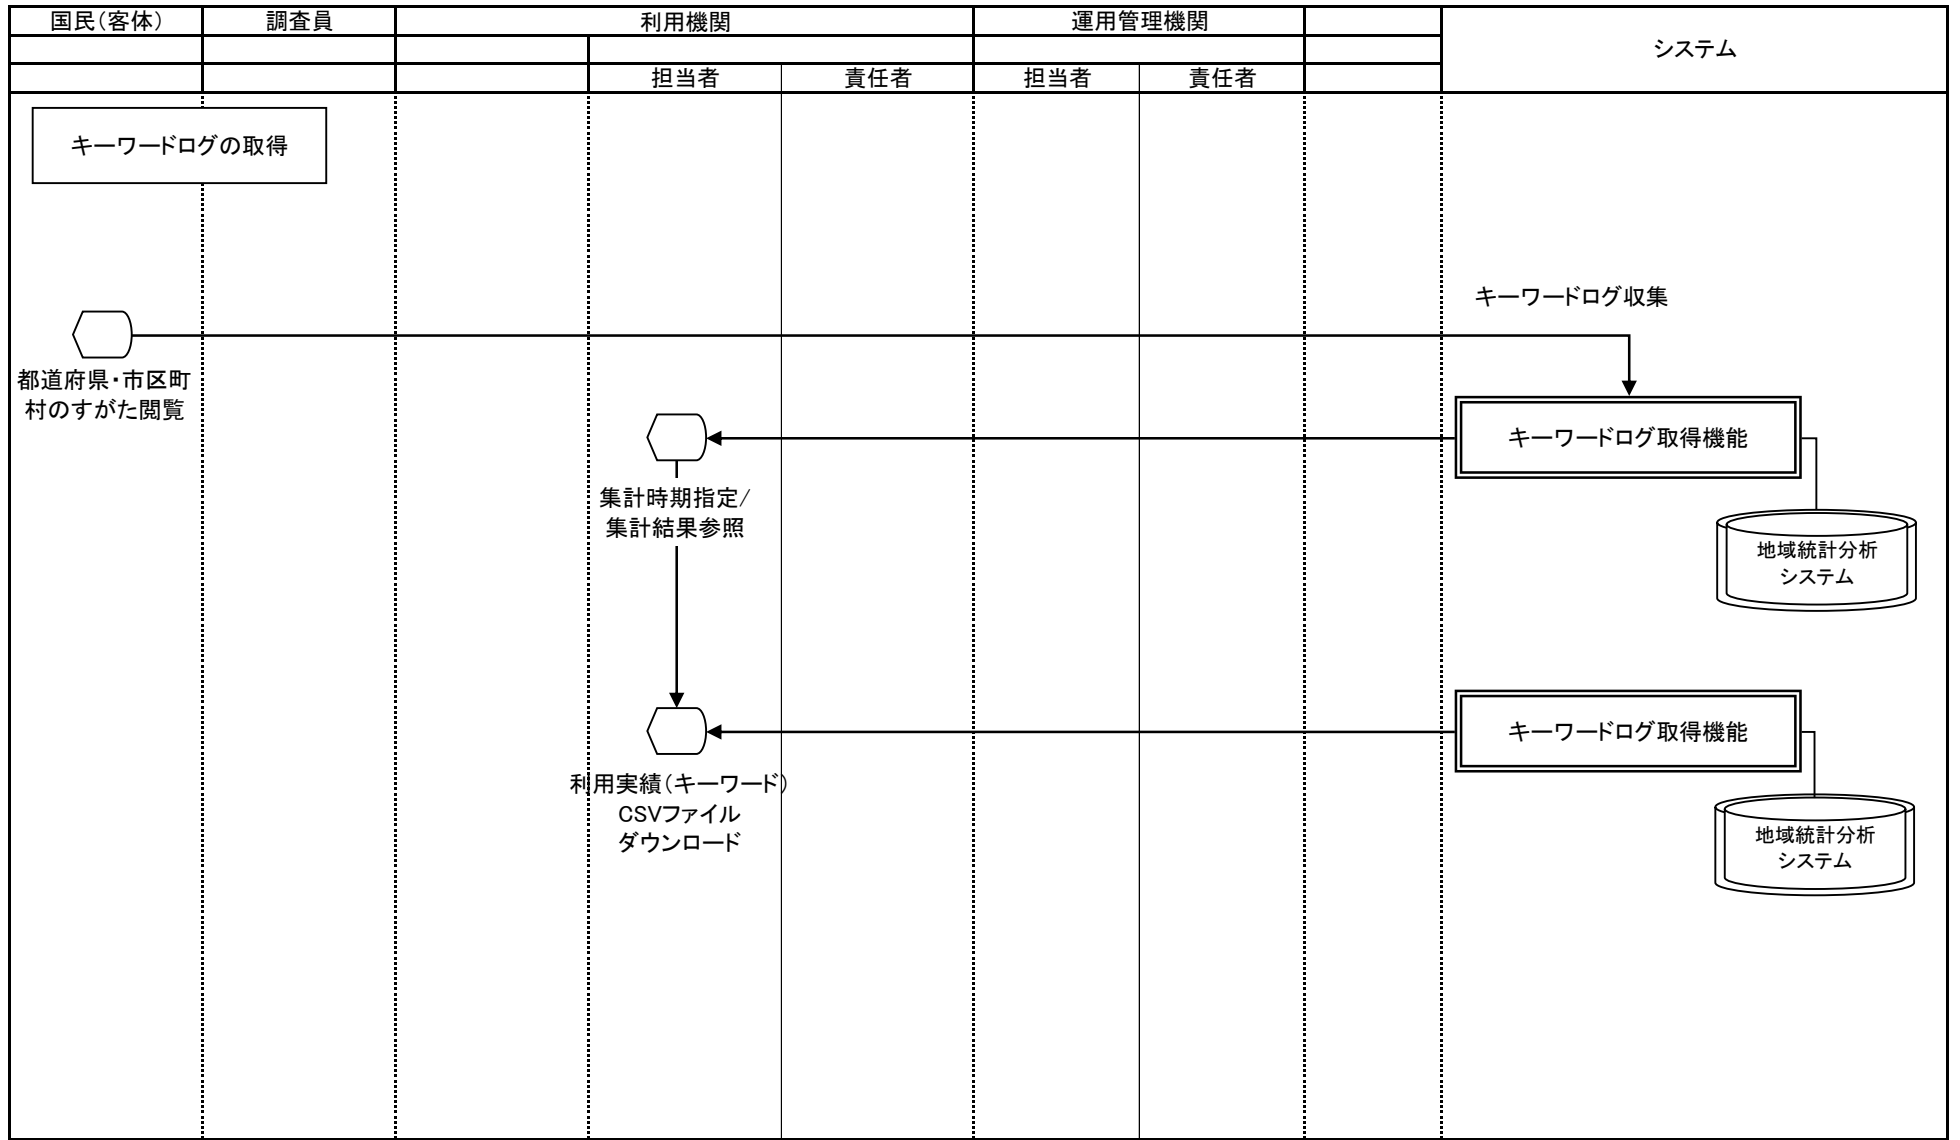 国民(客体)
調査員
利用機関
運用管理機関
システム
担当者
責任者
担当者
責任者
キーワードログの取得
キーワードログ収集
都道府県・市区町
村のすがた閲覧
キーワードログ取得機能
集計時期指定/
集計結果参照
地域統計分析
システム
キーワードログ取得機能
利用実績(キーワード)
CSVファイル
ダウンロード
地域統計分析
システム